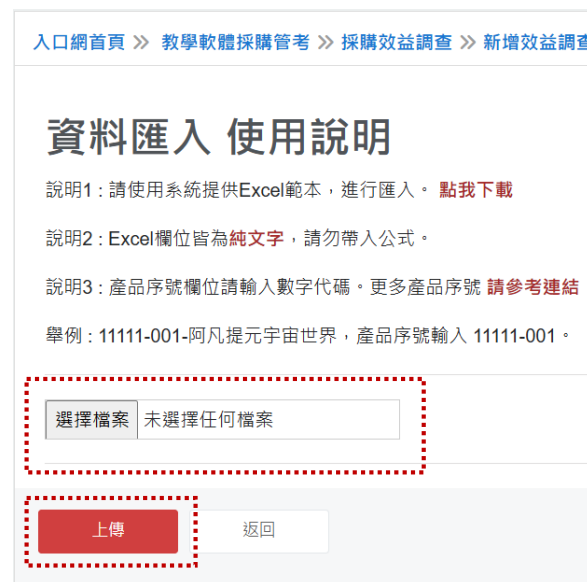 入口網首頁 >> 教學軟體採購管考 >> 採購效益調查 >> 新增效益調查
資料匯入 使用說明
說明1 : 請使用系統提供Excel範本，進行匯入。 點我下載
說明2 : Excel欄位皆為純文字，請勿帶入公式。
說明3 : 產品序號欄位請輸入數字代碼。更多產品序號 請參考連結
舉例 : 11111-001-阿凡提元宇宙世界，產品序號輸入 11111-001。
選擇檔案 未選擇任何檔案
上傳 返回